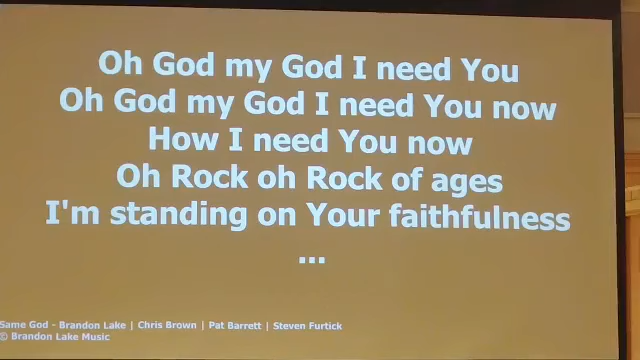 Oh God my God I need You
Oh God my God I need You now
How I need You now
Oh Rock oh Rock of ages
I'm standing on Your faithfulness
...
Same God - Brandon Lake | Chris Brown | Pat Barrett | Steven Furtick
© Brandon Lake Music